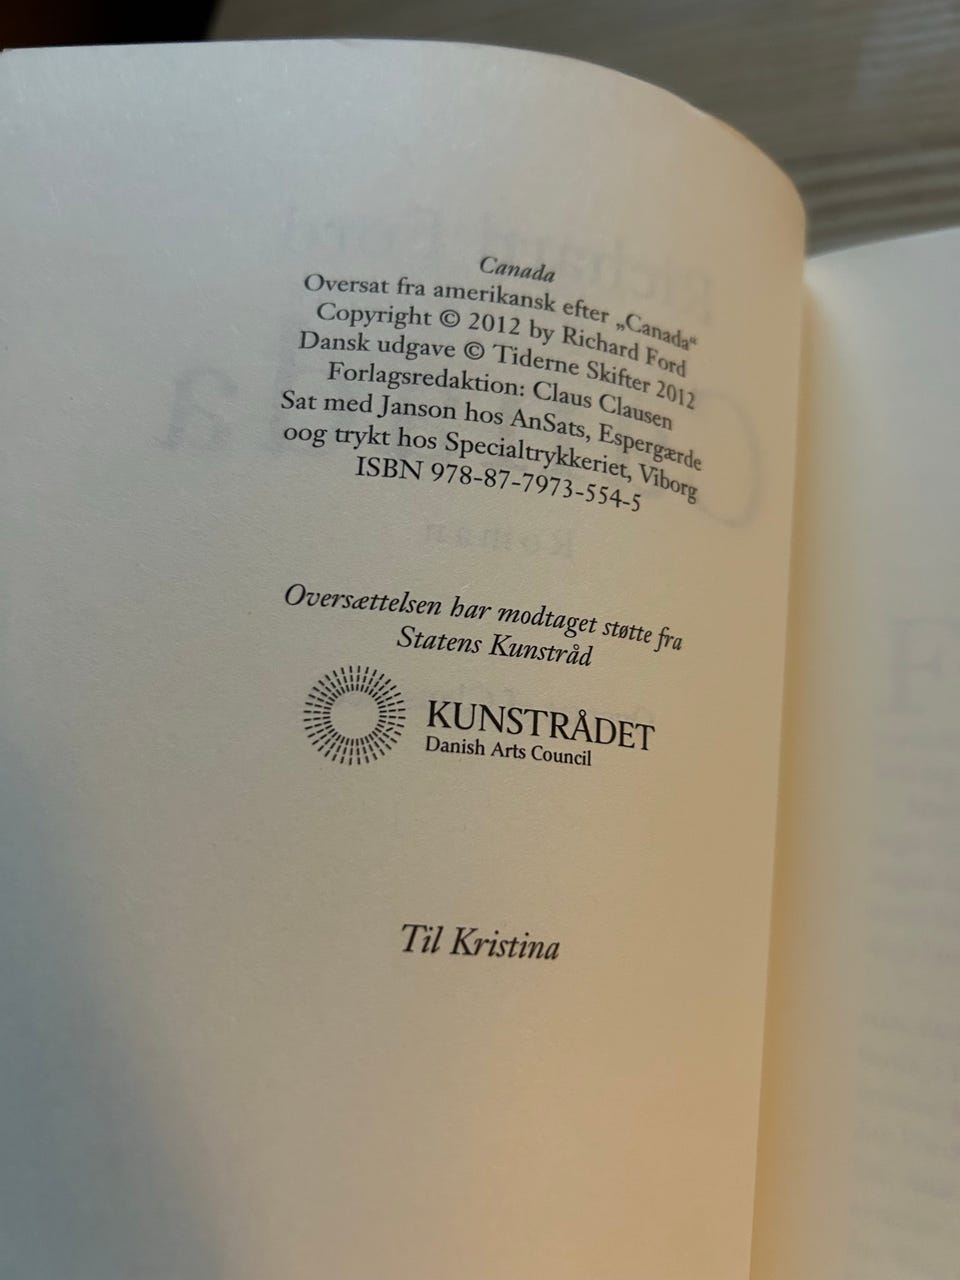 Canada
Oversat fra amerikansk efter „Canada“
Copyright © 2012 by Richard Ford
Dansk udgave © Tiderne Skifter 2012
Forlagsredaktion: Claus Clausen
Sat med Janson hos AnSats, Espergærde
oog trykt hos Specialtrykkeriet, Viborg
ISBN 978-87-7973-554-5
Oversættelsen har modtaget støtte fra
Statens Kunstråd
KUNSTRÅDET
Danish Arts Council
Til Kristina